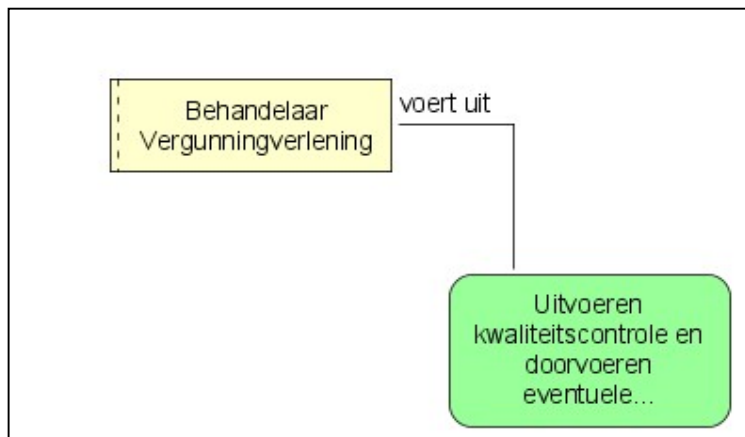 Behandelaar
Vergunningverlening
voert uit
Uitvoeren
kwaliteitscontrole en
doorvoeren
eventuele...